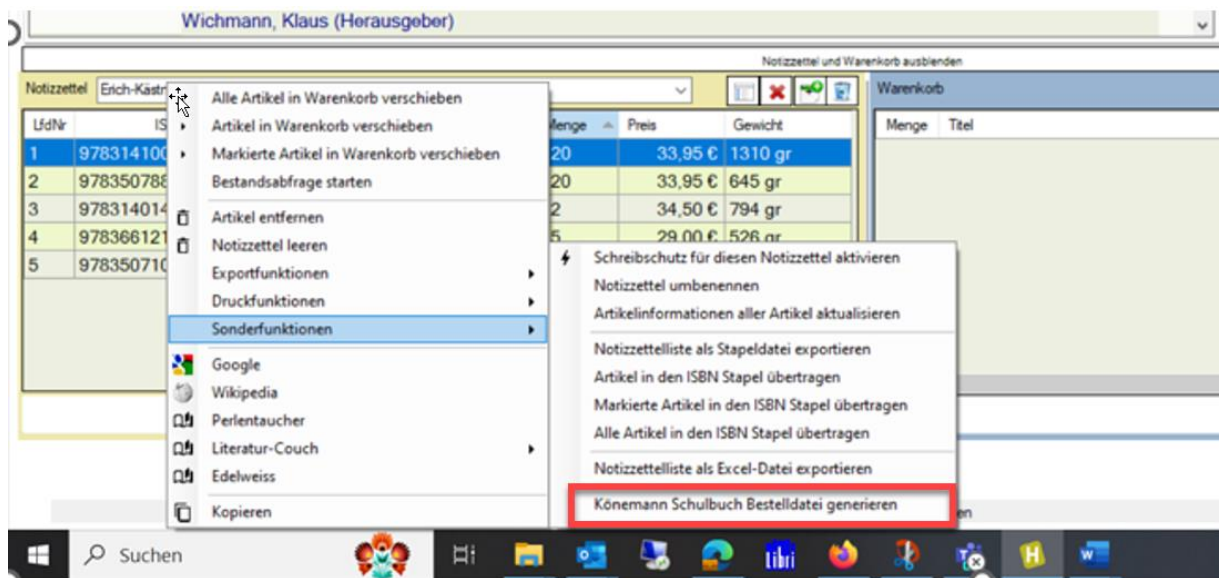 Wichmann, Klaus (Herausgeber)
Notizzettel und Warenkorb ausblenden
Notizzettel Erich-Kästn
Warenkorb
LfdNr IS Menge Preis Gewicht
Menge Titel
1 978314100 20 33,95 € 1310 gr
2 978350788 20 33,95 € 645 gr
3 978314014 2 34,50 € 794 gr
4 978366121 5 29,00 € 526 gr
5 978350710
Alle Artikel in Warenkorb verschieben
Artikel in Warenkorb verschieben
Markierte Artikel in Warenkorb verschieben
Bestandsabfrage starten
Artikel entfernen
Notizzettel leeren
Exportfunktionen
Druckfunktionen
Sonderfunktionen
Google
Wikipedia
Perlentaucher
Literatur-Couch
Edelweiss
Kopieren
Schreibschutz für diesen Notizzettel aktivieren
Notizzettel umbenennen
Artikelinformationen aller Artikel aktualisieren
Notizzettelliste als Stapeldatei exportieren
Artikel in den ISBN Stapel übertragen
Markierte Artikel in den ISBN Stapel übertragen
Alle Artikel in den ISBN Stapel übertragen
Notizzettelliste als Excel-Datei exportieren
Könemann Schulbuch Bestelldatei generieren
en
Suchen
libri
H
W